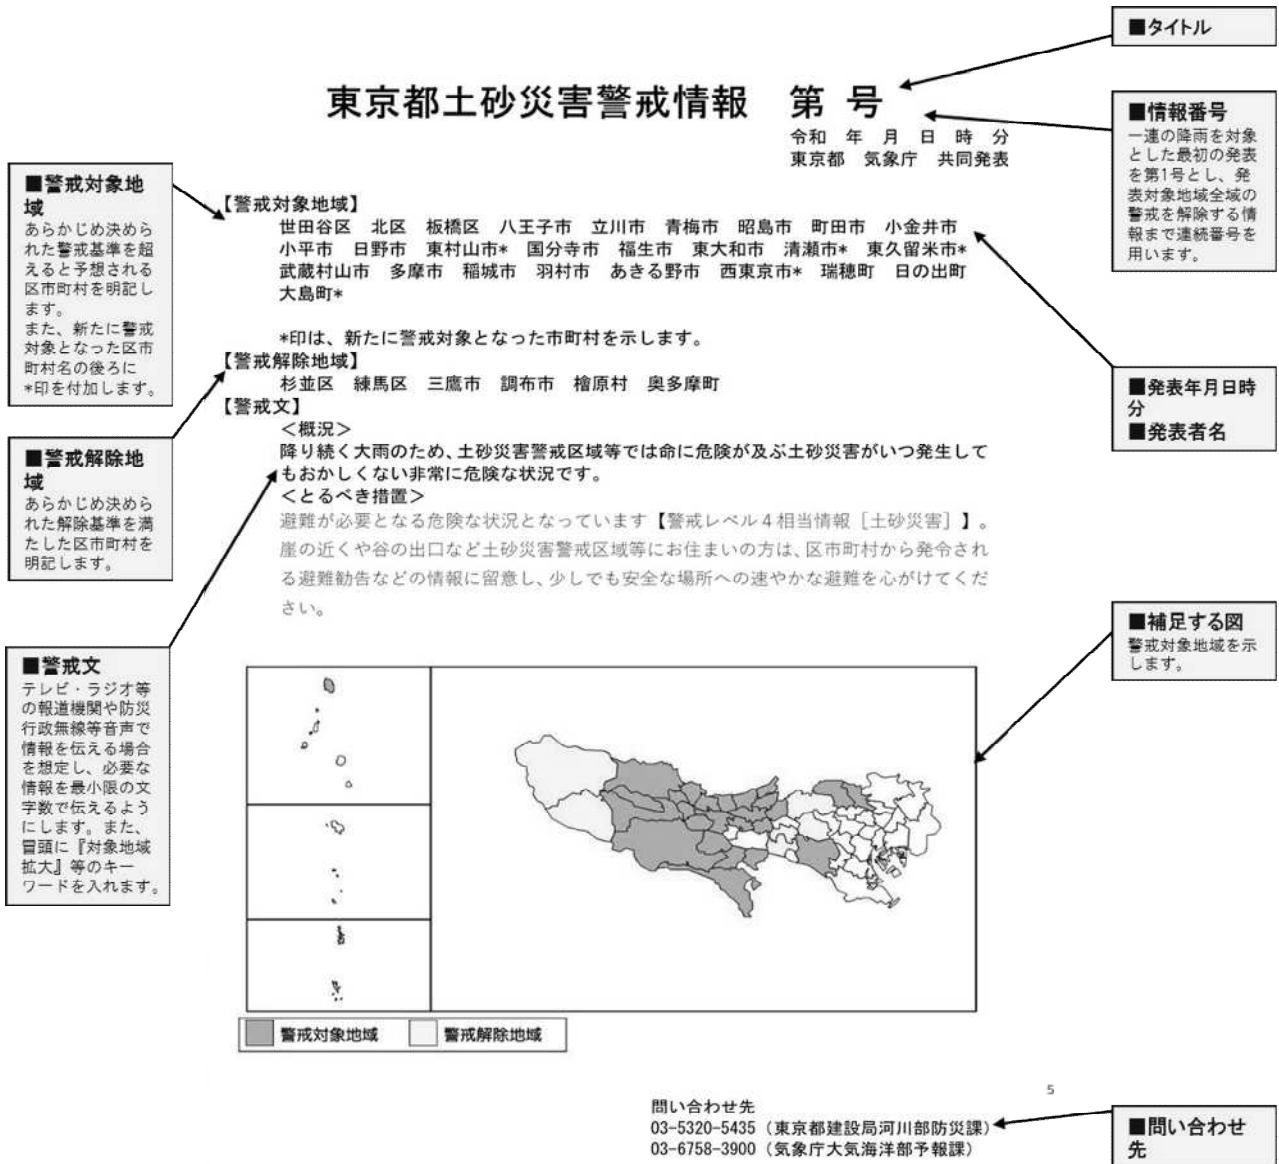 ■タイトル
東京都土砂災害警戒情報　第 号
令和 年 月 日 時 分
東京都 気象庁 共同発表
■情報番号
一連の降雨を対象
とした最初の発表
を第1号とし、発
表対象地域全域の
警戒を解除する情
報まで連続番号を
用います。
■警戒対象地
域
あらかじめ決めら
れた警戒基準を超
えると予想される
区市町村を明記し
ます。
また、新たに警戒
対象となった区市
町村名の後ろに
*印を付加します。
【警戒対象地域】
世田谷区 北区 板橋区 八王子市 立川市 青梅市 昭島市 町田市 小金井市
小平市 日野市 東村山市* 国分寺市 福生市 東大和市 清瀬市* 東久留米市*
武蔵村山市 多摩市 稲城市 羽村市 あきる野市 西東京市* 瑞穂町 日の出町
大島町*
*印は、新たに警戒対象となった市町村を示します。
【警戒解除地域】
杉並区 練馬区 三鷹市 調布市 檜原村 奥多摩町
【警戒文】
＜概況＞
降り続く大雨のため、土砂災害警戒区域等では命に危険が及ぶ土砂災害がいつ発生して
もおかしくない非常に危険な状況です。
＜とるべき措置＞
避難が必要となる危険な状況となっています【警戒レベル４相当情報［土砂災害］】。
崖の近くや谷の出口など土砂災害警戒区域等にお住まいの方は、区市町村から発令され
る避難勧告などの情報に留意し、少しでも安全な場所への速やかな避難を心がけてくだ
さい。
■発表年月日時
分
■発表者名
■警戒解除地
域
あらかじめ決めら
れた解除基準を満
たした区市町村を
明記します。
■補足する図
警戒対象地域を示
します。
■警戒文
テレビ・ラジオ等
の報道機関や防災
行政無線等音声で
情報を伝える場合
を想定し、必要な
情報を最小限の文
字数で伝えるよう
にします。また、
冒頭に『対象地域
拡大』等のキー
ワードを入れます。
警戒対象地域 警戒解除地域
5
問い合わせ先
03-5320-5435（東京都建設局河川部防災課）
03-6758-3900（気象庁大気海洋部予報課）
■問い合わせ
先